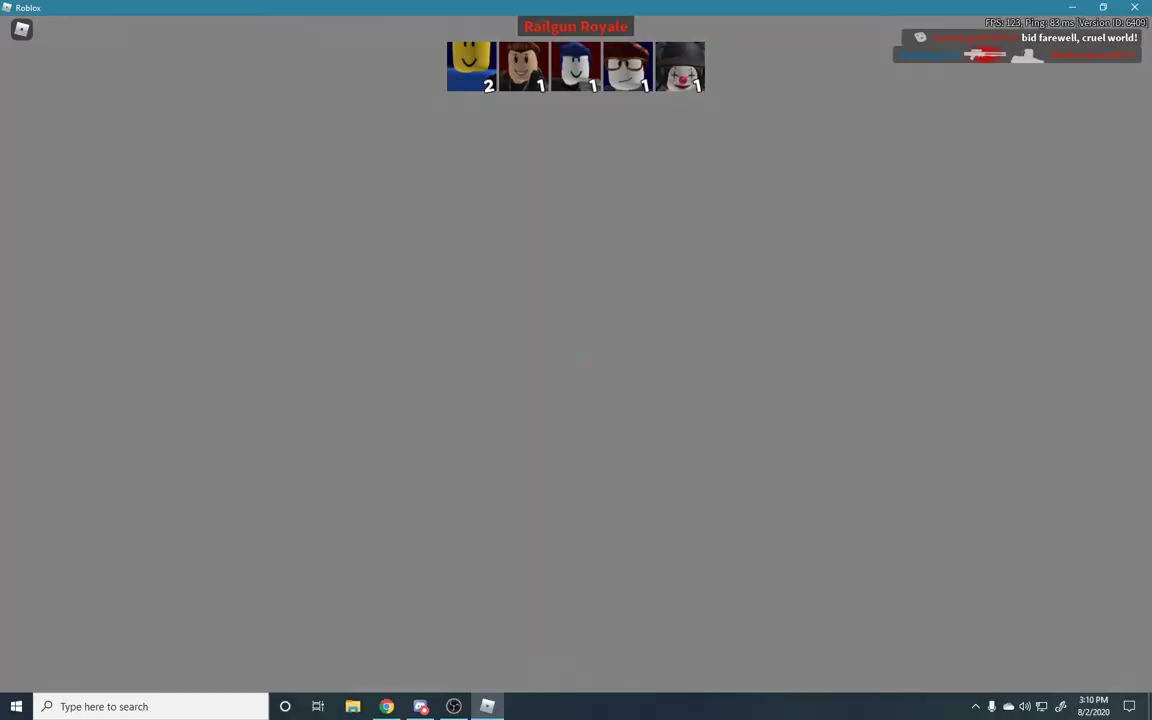 Roblox
FPS: 123, Ping: 83 ms [Version ID: 6409]
Railgun Royale
bid farewell, cruel world!
2 1 1 1 1
Type here to search
3:10 PM
8/2/2020